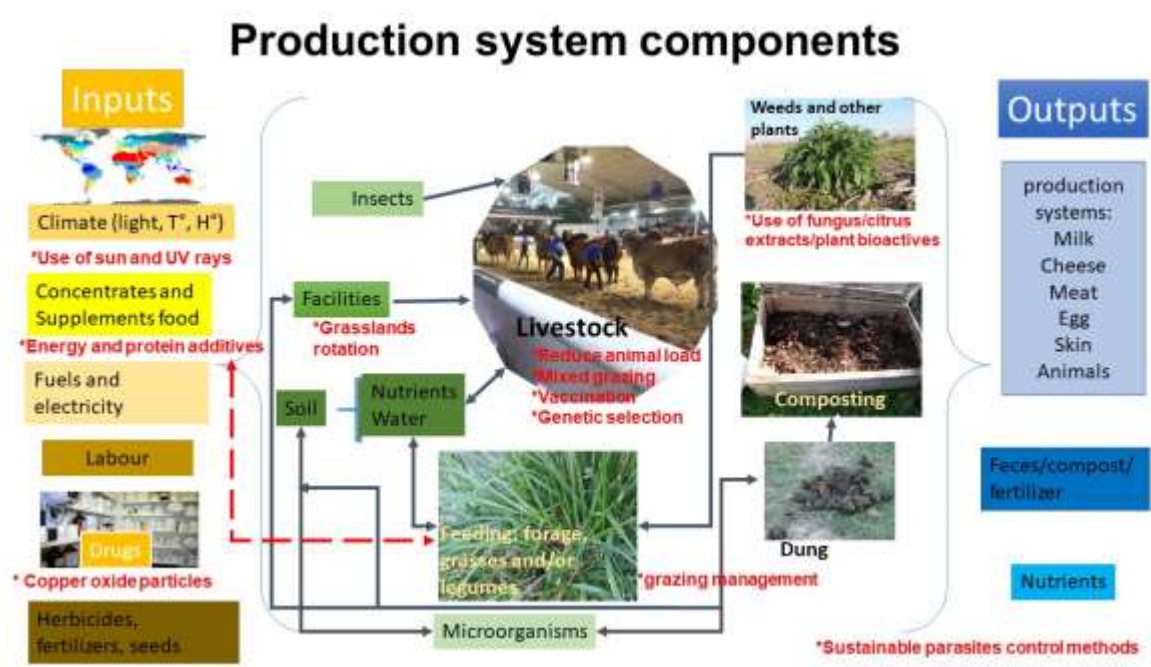 Production system components
Inputs
Climate (light, T°, H°)
*Use of sun and UV rays
Concentrates and
Supplements food
*Energy and protein additives
Fuels and
electricity
Labour
Drugs
* Copper oxide particles
Herbicides,
fertilizers, seeds
Insects
Facilities
*Grasslands
rotation
Soil
Nutrients
Water
Livestock
*Reduce animal load
*Mixed grazing
*Vaccination
*Genetic selection
Feeding: forage,
grasses and/or
legumes
*grazing management
Microorganisms
Weeds and other
plants
*Use of fungus/citrus
extracts/plant bioactives
Composting
Dung
Outputs
production
systems:
Milk
Cheese
Meat
Egg
Skin
Animals
Feces/compost/
fertilizer
Nutrients
*Sustainable parasites control methods